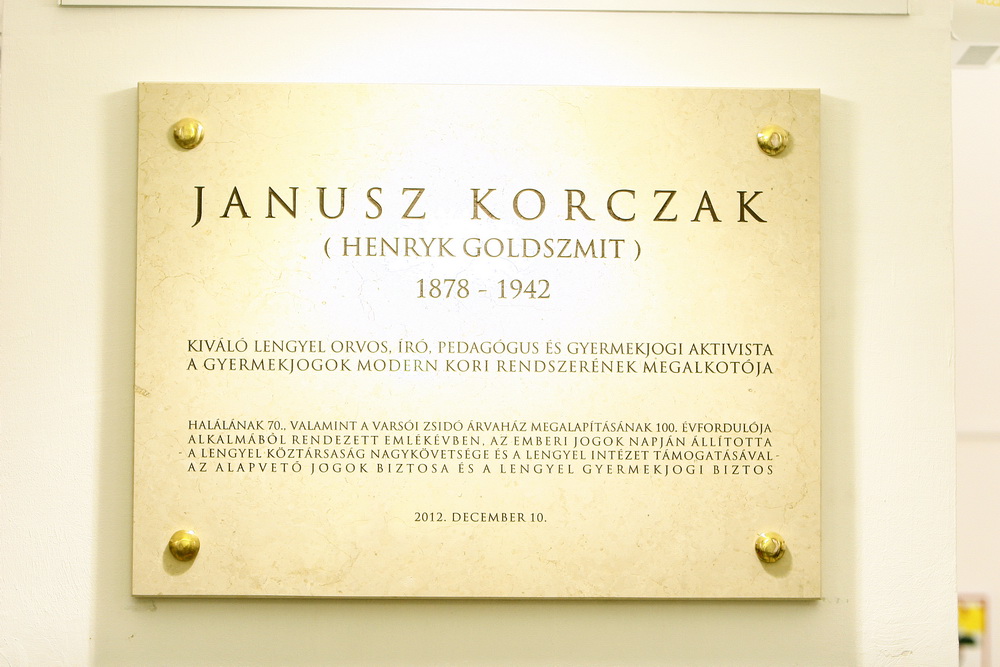 JANUSZ KORCZAK
( HENRYK GOLDSZMIT )
1878 - 1942
KIVÁLÓ LENGYEL ORVOS, ÍRÓ, PEDAGÓGUS ÉS GYERMEKJOGI AKTIVISTA
A GYERMEKJOGOK MODERN KORI RENDSZERÉNEK MEGALKOTÓJA
HALÁLÁNAK 70., VALAMINT A VARSÓI ZSIDÓ ÁRVAHÁZ MEGALAPÍTÁSÁNAK 100. ÉVFORDULÓJA
ALKALMÁBÓL RENDEZETT EMLÉKÉVBEN, AZ EMBERI JOGOK NAPJÁN ÁLLÍTOTTA
- A LENGYEL KÖZTÁRSASÁG NAGYKÖVETSÉGE ÉS A LENGYEL INTÉZET TÁMOGATÁSÁVAL -
AZ ALAPVETŐ JOGOK BIZTOSA ÉS A LENGYEL GYERMEKJOGI BIZTOS
2012. DECEMBER 10.